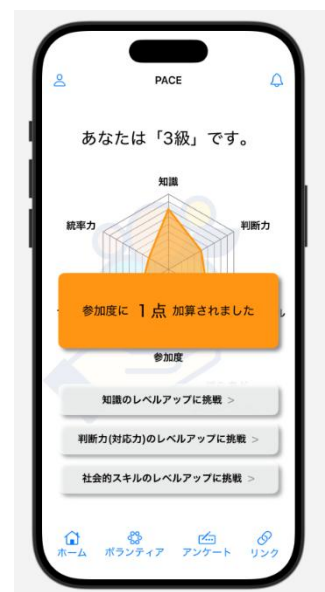 PACE
あなたは「3級」です。
知識
統率力
判断力
参加度に 1点 加算されました
参加度
知識のレベルアップに挑戦 >
判断力(対応力)のレベルアップに挑戦 >
社会的スキルのレベルアップに挑戦 >
ホーム
ボランティア
アンケート
リンク